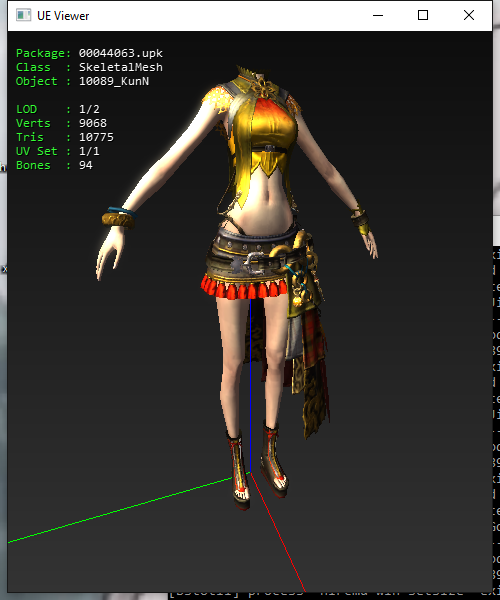 UE Viewer
Package: 00044063.upk
Class : SkeletalMesh
Object : 10089_KunN
LOD : 1/2
Verts : 9068
Tris : 10775
UV Set : 1/1
Bones : 94